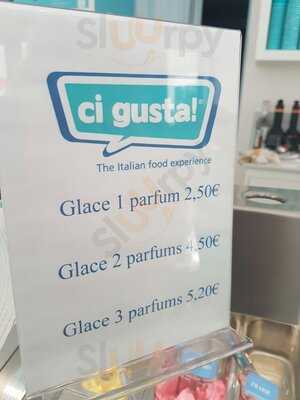 sluurpy
ci gusta!®
The Italian food experience
Glace 1 parfum 2,50€
Glace 2 parfums 4,50€
Glace 3 parfums 5,20€